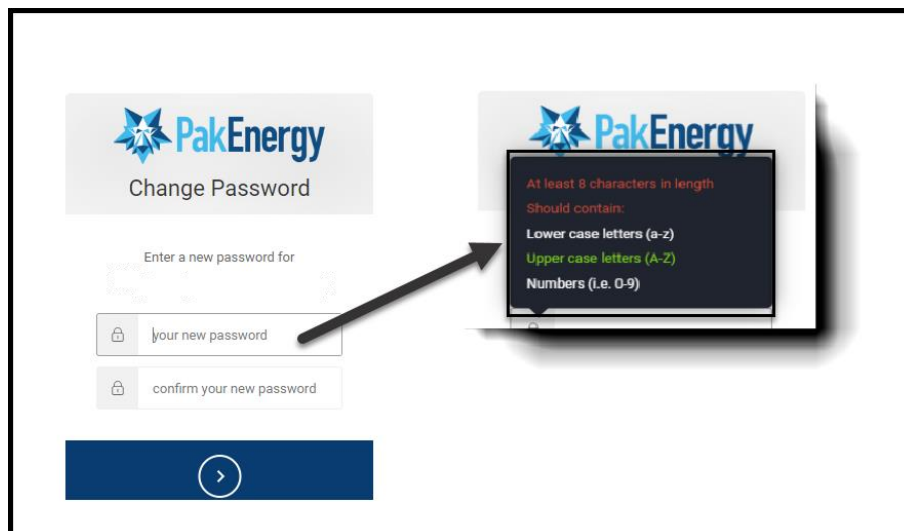 PakEnergy
Change Password
Enter a new password for
your new password
confirm your new password
PakEnergy
At least 8 characters in length
Should contain:
Lower case letters (a-z)
Upper case letters (A-Z)
Numbers (i.e. 0-9)